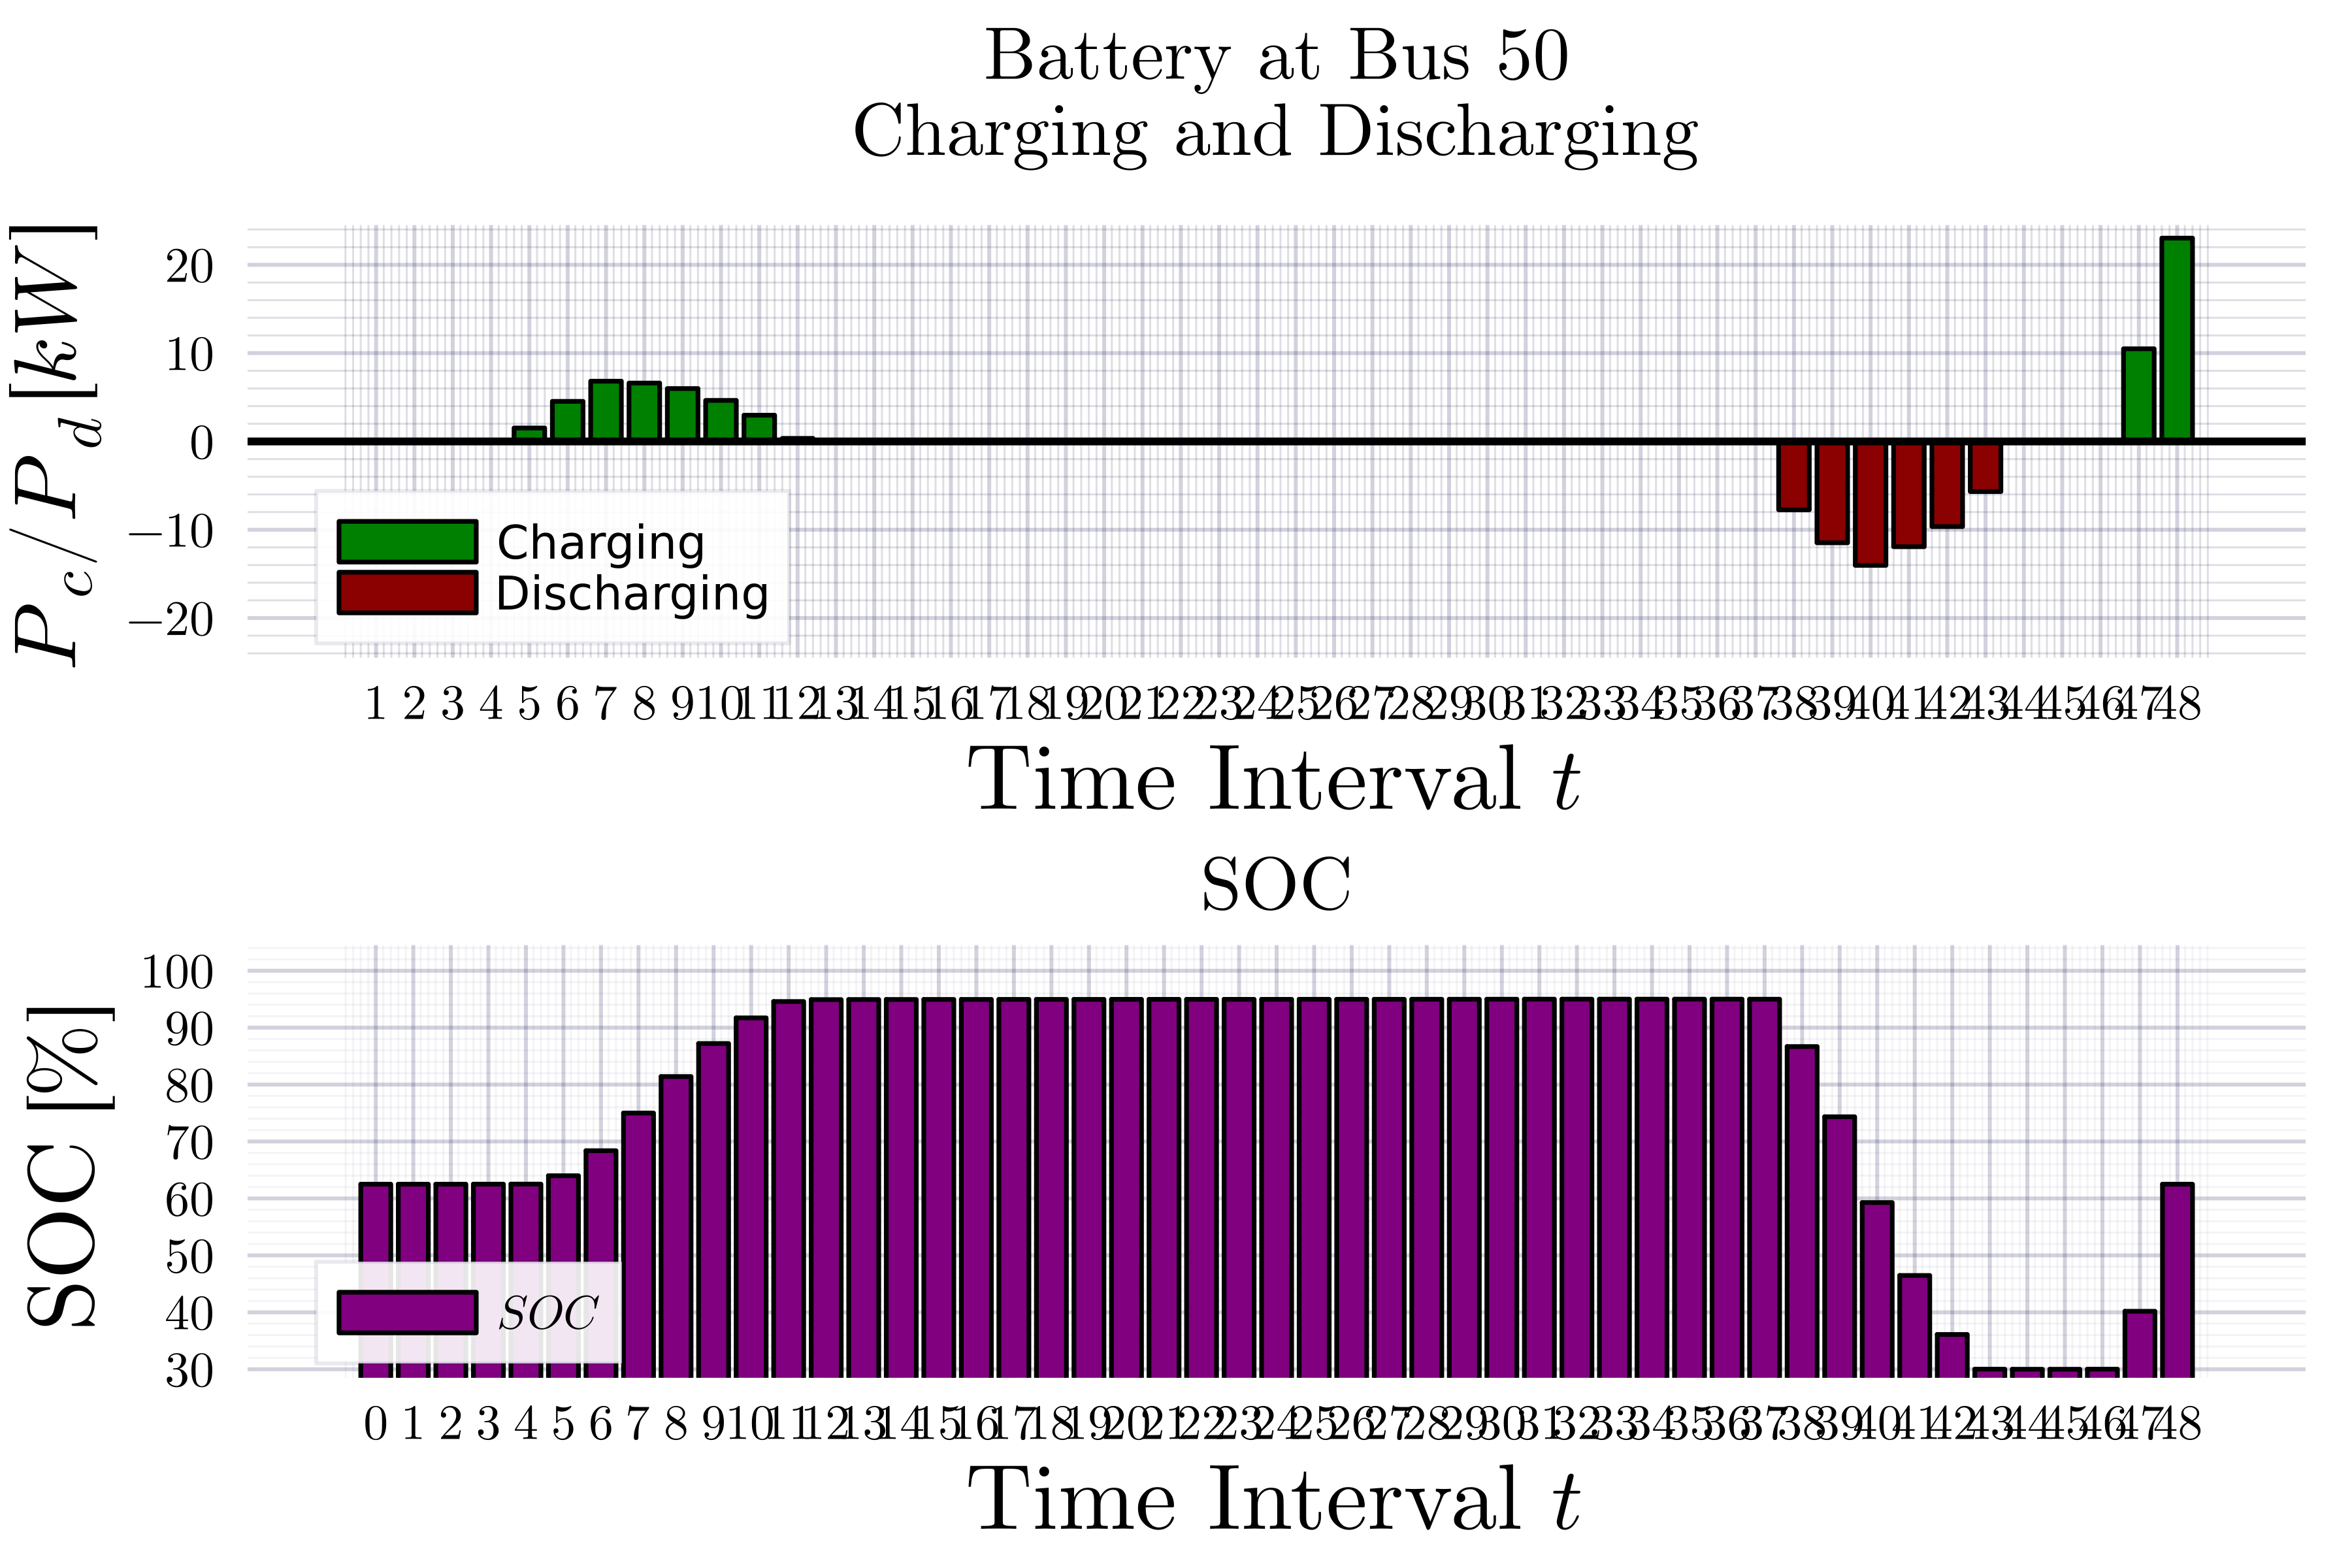 Battery at Bus 50
Charging and Discharging
P_c/P_d [kW]
20
10
0
−10
−20
Charging
Discharging
1 2 3 4 5 6 7 8 9 10 11 12 13 14 15 16 17 18 19 20 21 22 23 24 25 26 27 28 29 30 31 32 33 34 35 36 37 38 39 40 41 42 43 44 45 46 47 48
Time Interval t
SOC
SOC [%]
100
90
80
70
60
50
40
30
SOC
0 1 2 3 4 5 6 7 8 9 10 11 12 13 14 15 16 17 18 19 20 21 22 23 24 25 26 27 28 29 30 31 32 33 34 35 36 37 38 39 40 41 42 43 44 45 46 47 48
Time Interval t